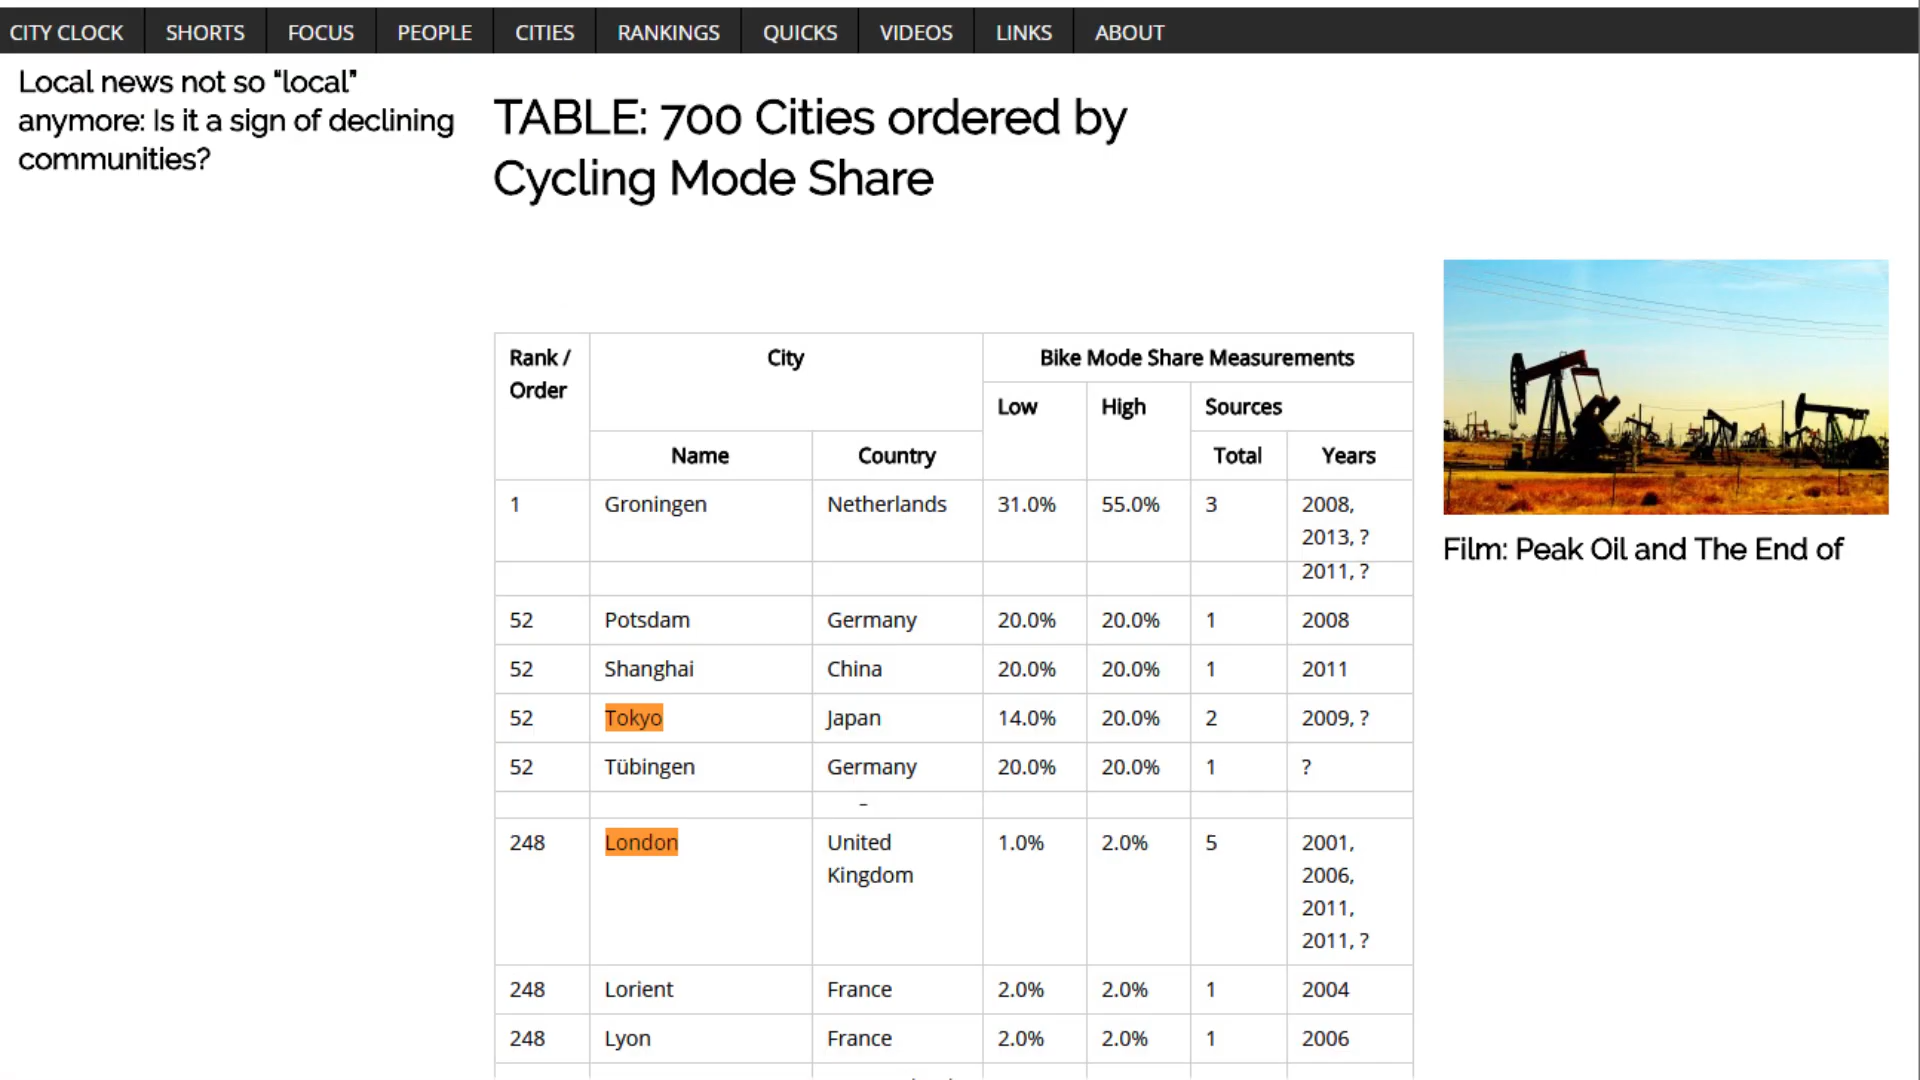 CITY CLOCK SHORTS FOCUS PEOPLE CITIES RANKINGS QUICKS VIDEOS LINKS ABOUT
Local news not so "local"
anymore: Is it a sign of declining
communities?
TABLE: 700 Cities ordered by
Cycling Mode Share
Rank / Order City Bike Mode Share Measurements
Low High Sources
Name Country Total Years
1 Groningen Netherlands 31.0% 55.0% 3 2008,
2013, ?
2011, ?
52 Potsdam Germany 20.0% 20.0% 1 2008
52 Shanghai China 20.0% 20.0% 1 2011
52 Tokyo Japan 14.0% 20.0% 2 2009, ?
52 Tübingen Germany 20.0% 20.0% 1 ?
248 London United 1.0% 2.0% 5 2001,
Kingdom 2006,
2011,
2011, ?
248 Lorient France 2.0% 2.0% 1 2004
248 Lyon France 2.0% 2.0% 1 2006
Film: Peak Oil and The End of